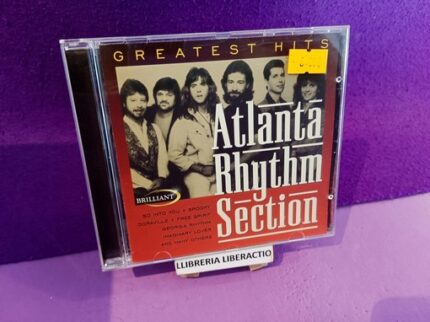 GREATEST HITS
Atlanta
Rhythm
Section
BRILLIANT
SO INTO YOU • SPOOKY
DORAVILLE • FREE SPIRIT
GEORGIA RHYTHM
IMAGINARY LOVER
AND MANY OTHERS
LLIBRERIA LIBERACTIO